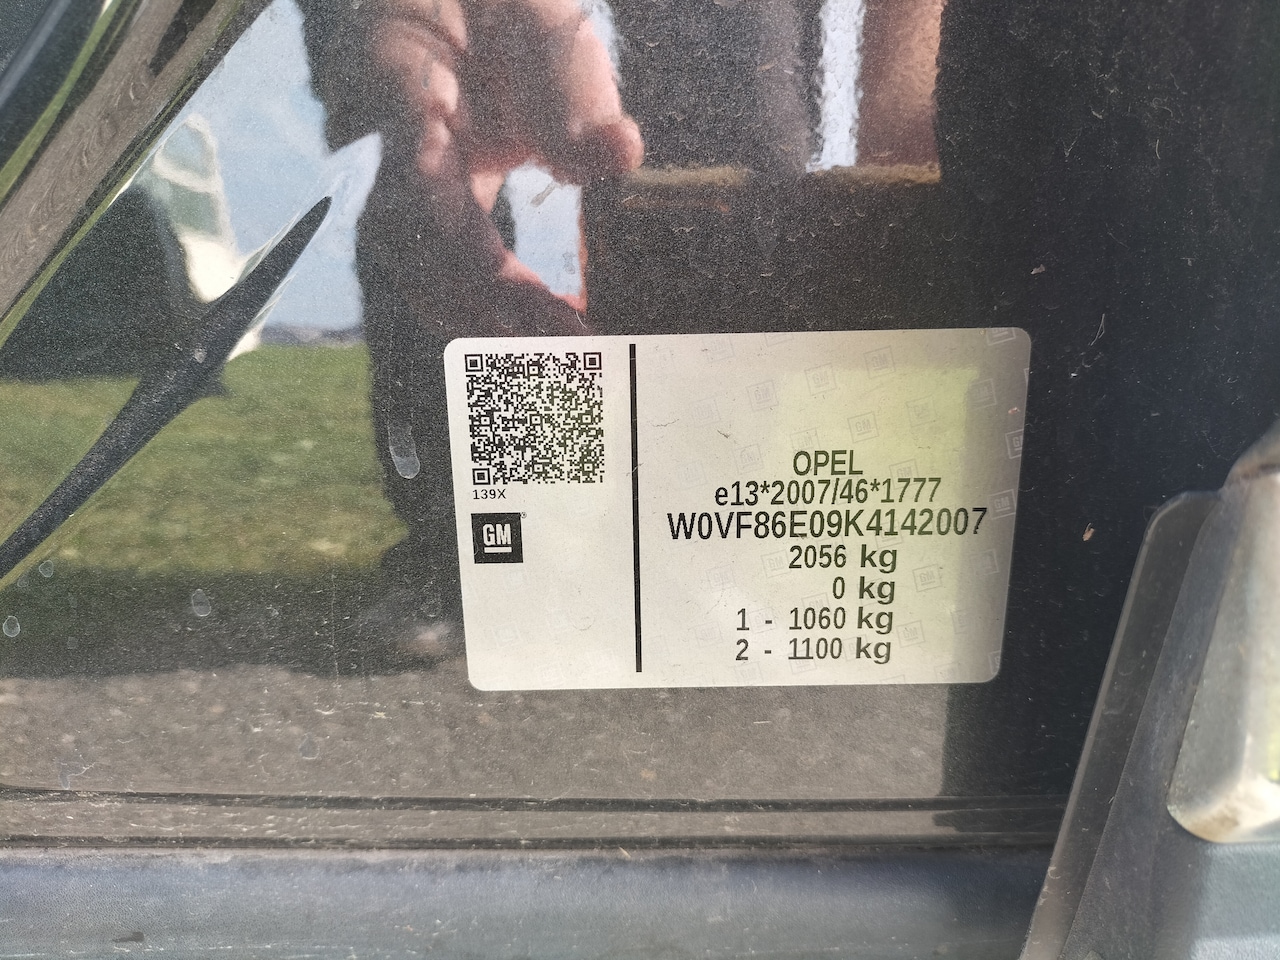 139X
GM
OPEL
e13*2007/46*1777
W0VF86E09K4142007
2056 kg
0 kg
1 - 1060 kg
2 - 1100 kg